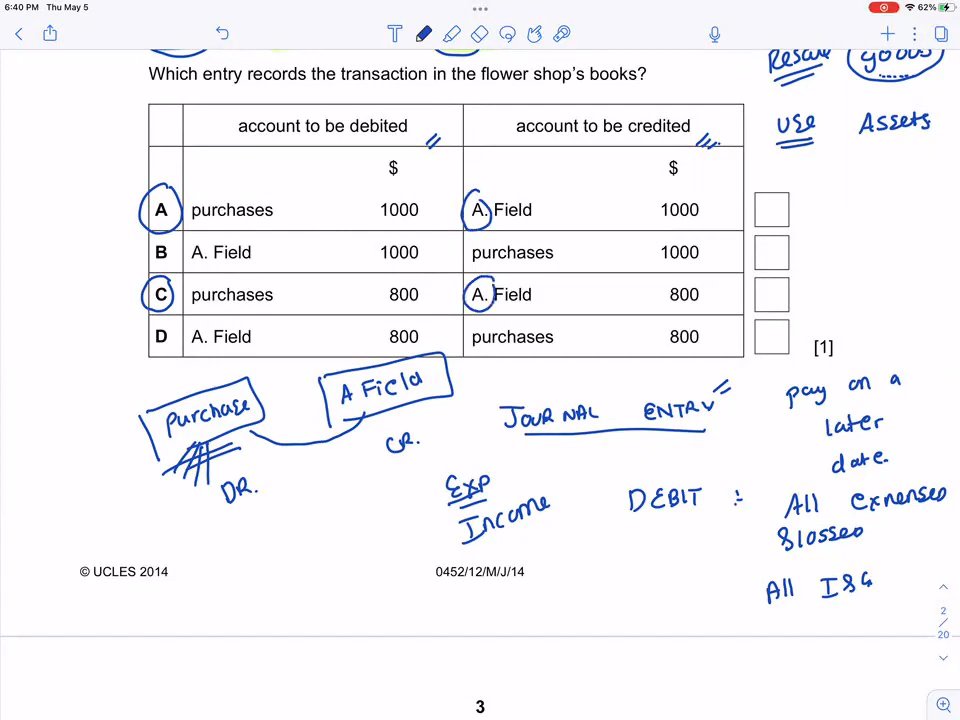 6:40 PM Thu May 5
62%
T
Resale goods
Which entry records the transaction in the flower shop's books?
USE Assets
account to be debited account to be credited
$ $
A purchases 1000 A. Field 1000
B A. Field 1000 purchases 1000
C purchases 800 A. Field 800
D A. Field 800 purchases 800
[1]
Purchase A Field JOURNAL ENTRY
pay on a
later
date.
DR. CR.
EXP
Income
DEBIT : All expenses
& losses
All I & G
© UCLES 2014 0452/12/M/J/14
2
/
20
3